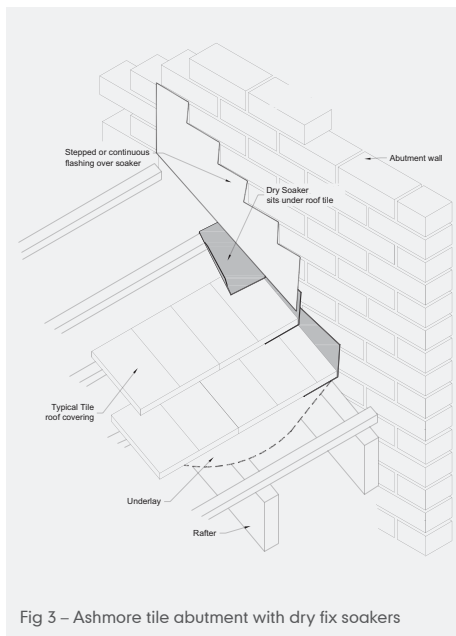 Stepped or continuous
flashing over soaker
Abutment wall
Dry Soaker
sits under roof tile
Typical Tile
roof covering
Underlay
Rafter
Fig 3 – Ashmore tile abutment with dry fix soakers